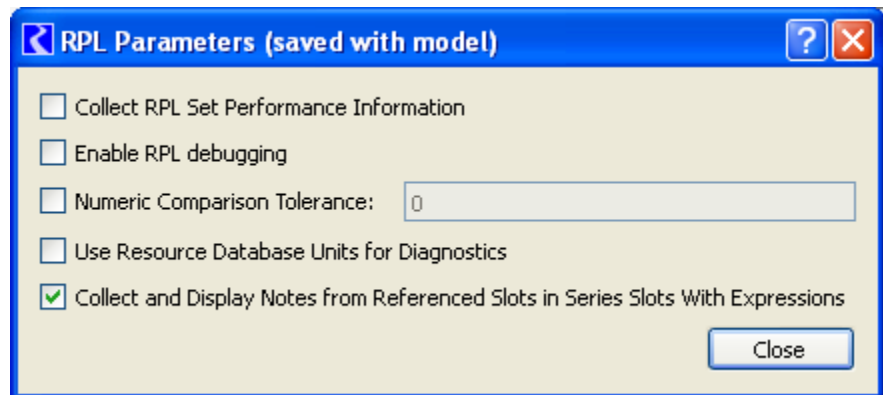 RPL Parameters (saved with model)
Collect RPL Set Performance Information
Enable RPL debugging
Numeric Comparison Tolerance: 0
Use Resource Database Units for Diagnostics
Collect and Display Notes from Referenced Slots in Series Slots With Expressions
Close